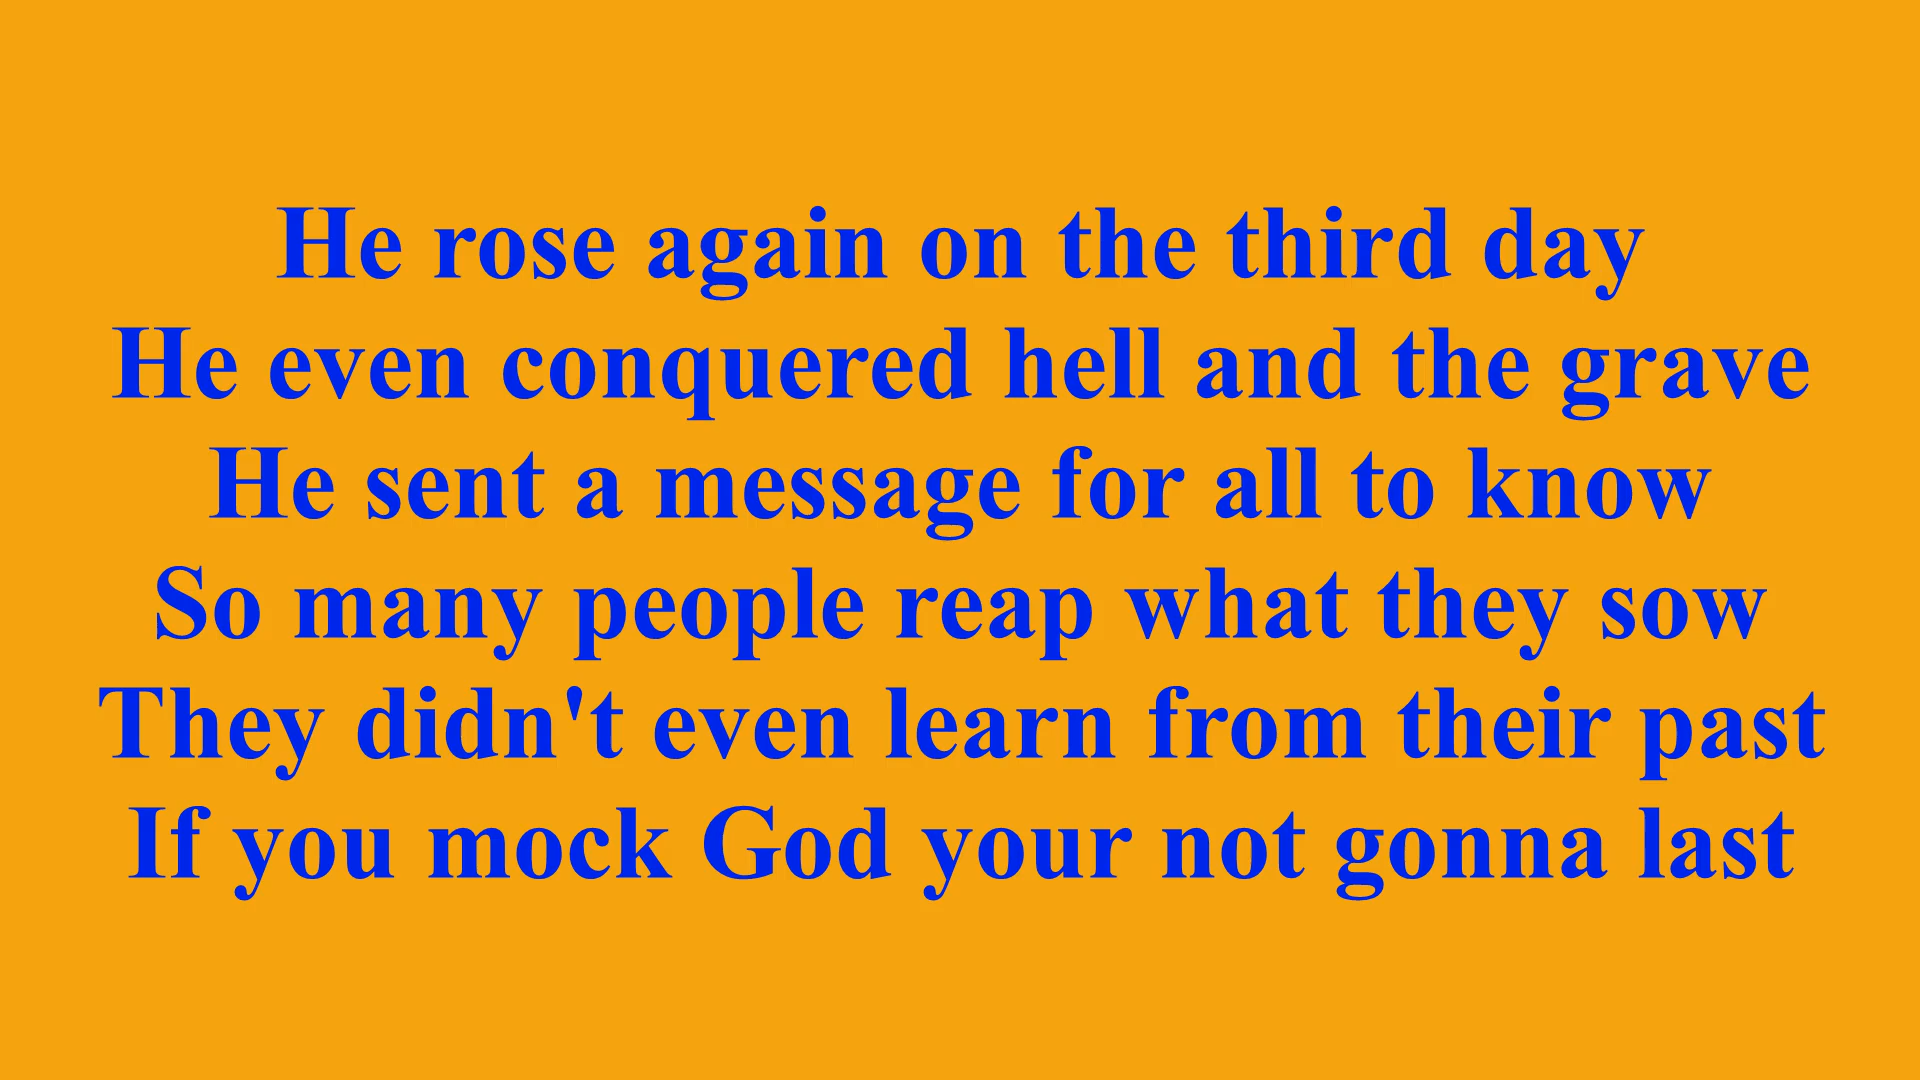 He rose again on the third day
He even conquered hell and the grave
He sent a message for all to know
So many people reap what they sow
They didn't even learn from their past
If you mock God your not gonna last